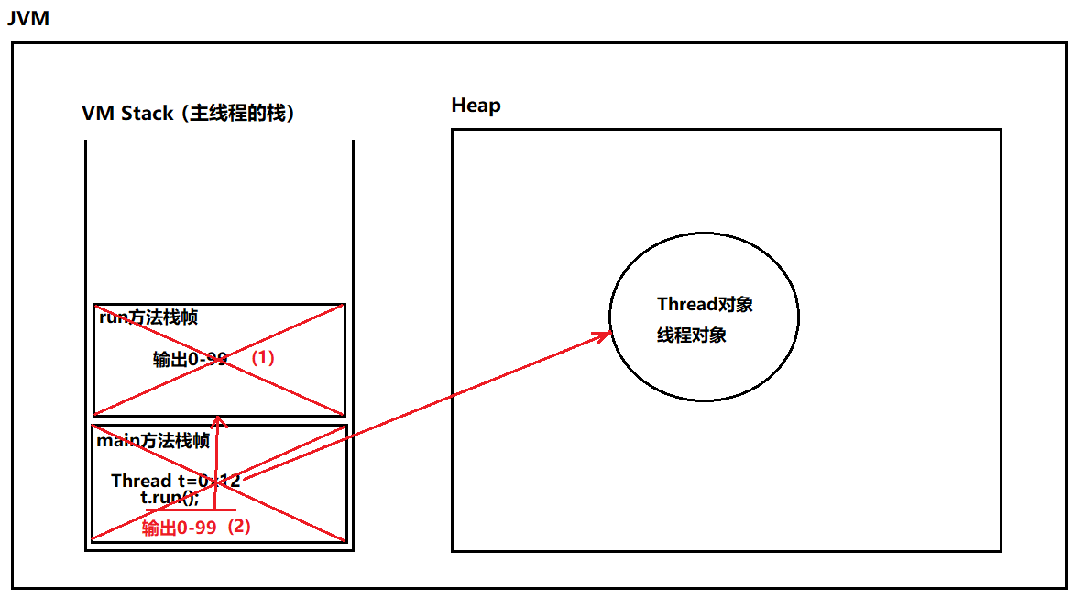 JVM
VM Stack (主线程的栈)
Heap
run方法栈帧
输出0-99 (1)
main方法栈帧
Thread t=0x12
t.run();
输出0-99 (2)
Thread对象
线程对象